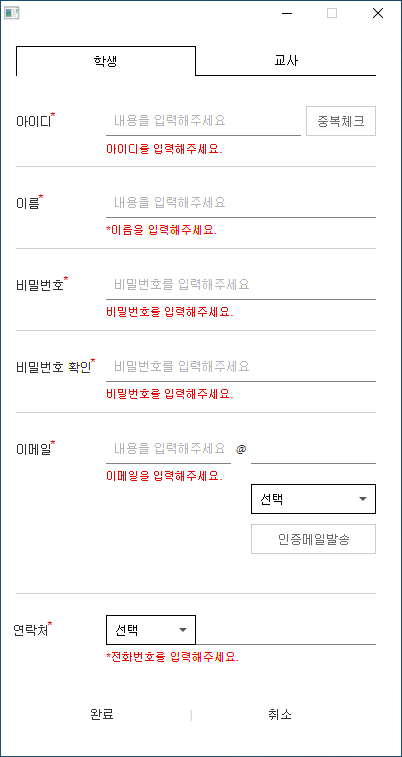 학생 교사
아이디* 내용을 입력해주세요 중복체크
아이디를 입력해주세요.
이름* 내용을 입력해주세요
*이름을 입력해주세요.
비밀번호* 비밀번호를 입력해주세요
비밀번호를 입력해주세요.
비밀번호 확인* 비밀번호를 입력해주세요
비밀번호를 입력해주세요.
이메일* 내용을 입력해주세요 @
이메일을 입력해주세요.
선택
인증메일발송
연락처* 선택
*전화번호를 입력해주세요.
완료 | 취소